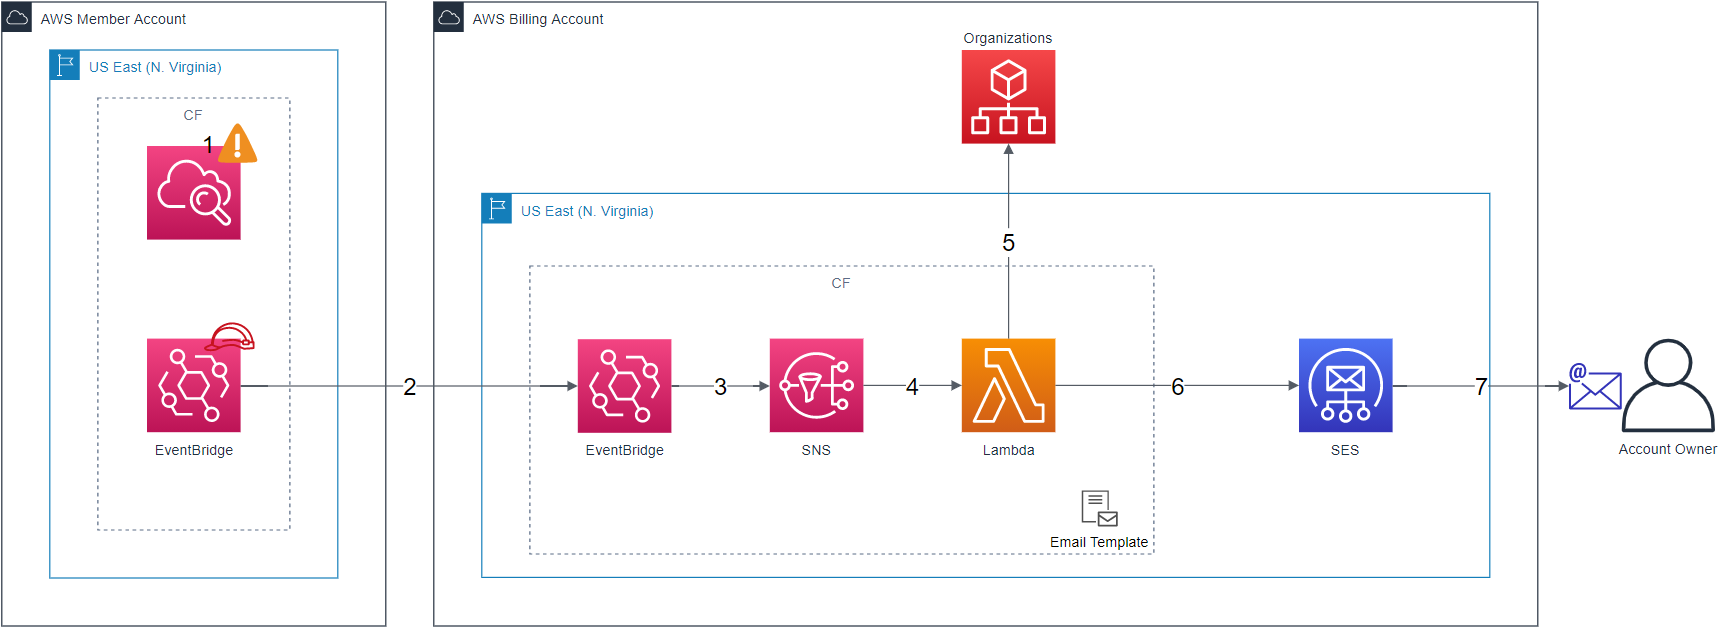 AWS Member Account
US East (N. Virginia)
CF
1
EventBridge
2
AWS Billing Account
Organizations
US East (N. Virginia)
5
CF
3
4
6
7
@
EventBridge
SNS
Lambda
SES
Account Owner
Email Template